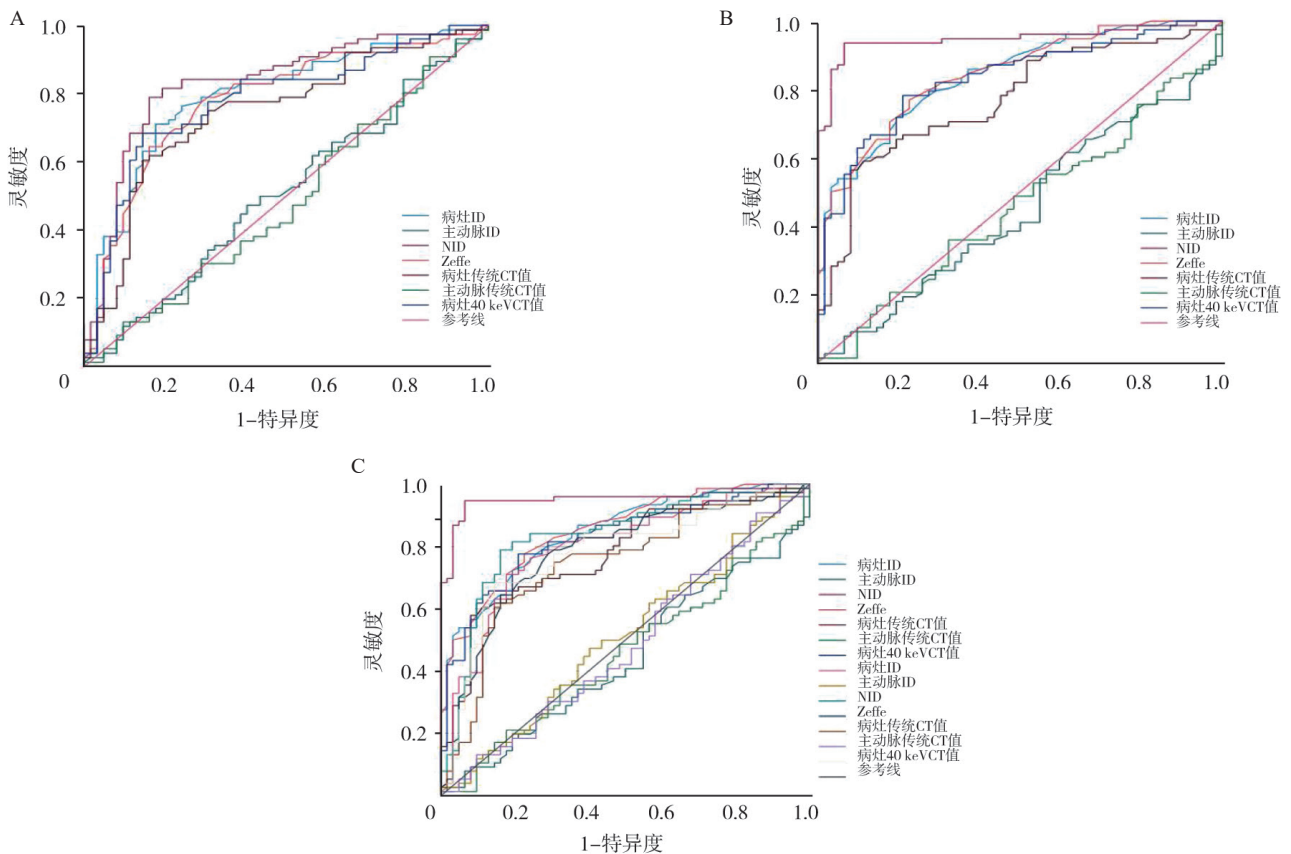 A
1.0
0.8
0.6
0.4
0.2
0
0.2
0.4
0.6
0.8
1.0
灵敏度
1-特异度
病灶ID
主动脉ID
NID
Zeffe
病灶传统CT值
主动脉传统CT值
病灶40 keVCT值
参考线
B
1.0
0.8
0.6
0.4
0.2
0
0.2
0.4
0.6
0.8
1.0
灵敏度
1-特异度
病灶ID
主动脉ID
NID
Zeffe
病灶传统CT值
主动脉传统CT值
病灶40 keVCT值
参考线
C
1.0
0.8
0.6
0.4
0.2
0
0.2
0.4
0.6
0.8
1.0
灵敏度
1-特异度
病灶ID
主动脉ID
NID
Zeffe
病灶传统CT值
主动脉传统CT值
病灶40 keVCT值
病灶ID
主动脉ID
NID
Zeffe
病灶传统CT值
主动脉传统CT值
病灶40 keVCT值
参考线